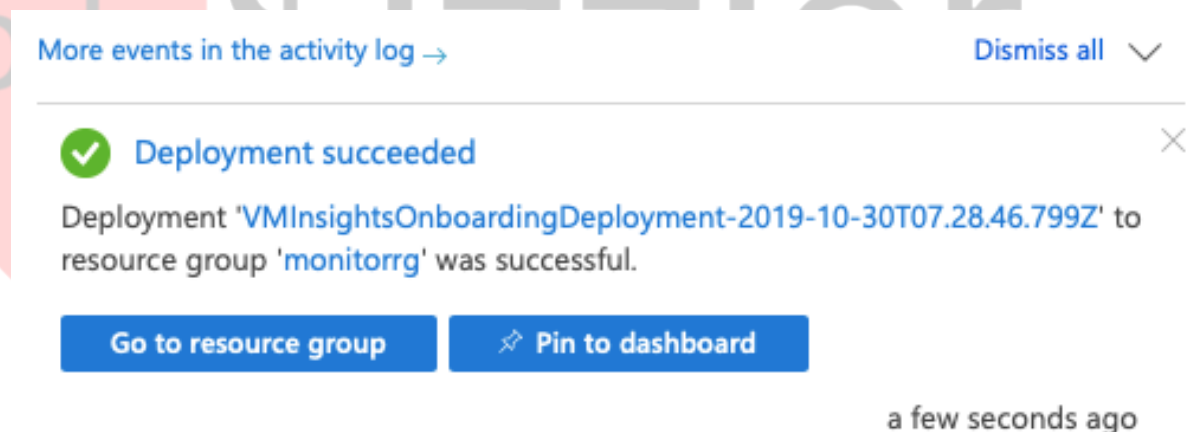 More events in the activity log →
Dismiss all
Deployment succeeded
Deployment 'VMInsightsOnboardingDeployment-2019-10-30T07.28.46.799Z' to
resource group 'monitorrg' was successful.
Go to resource group
Pin to dashboard
a few seconds ago